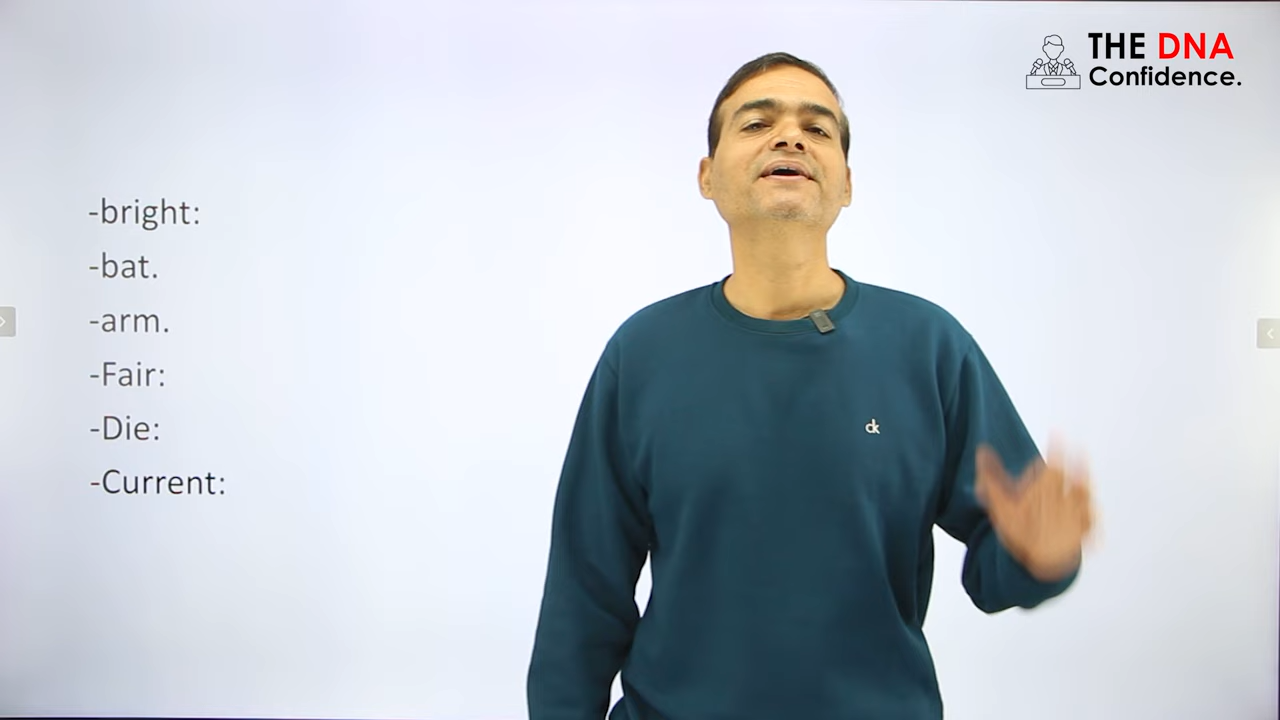 THE DNA
Confidence.
-bright:
-bat.
-arm.
-Fair:
-Die:
-Current:
dk